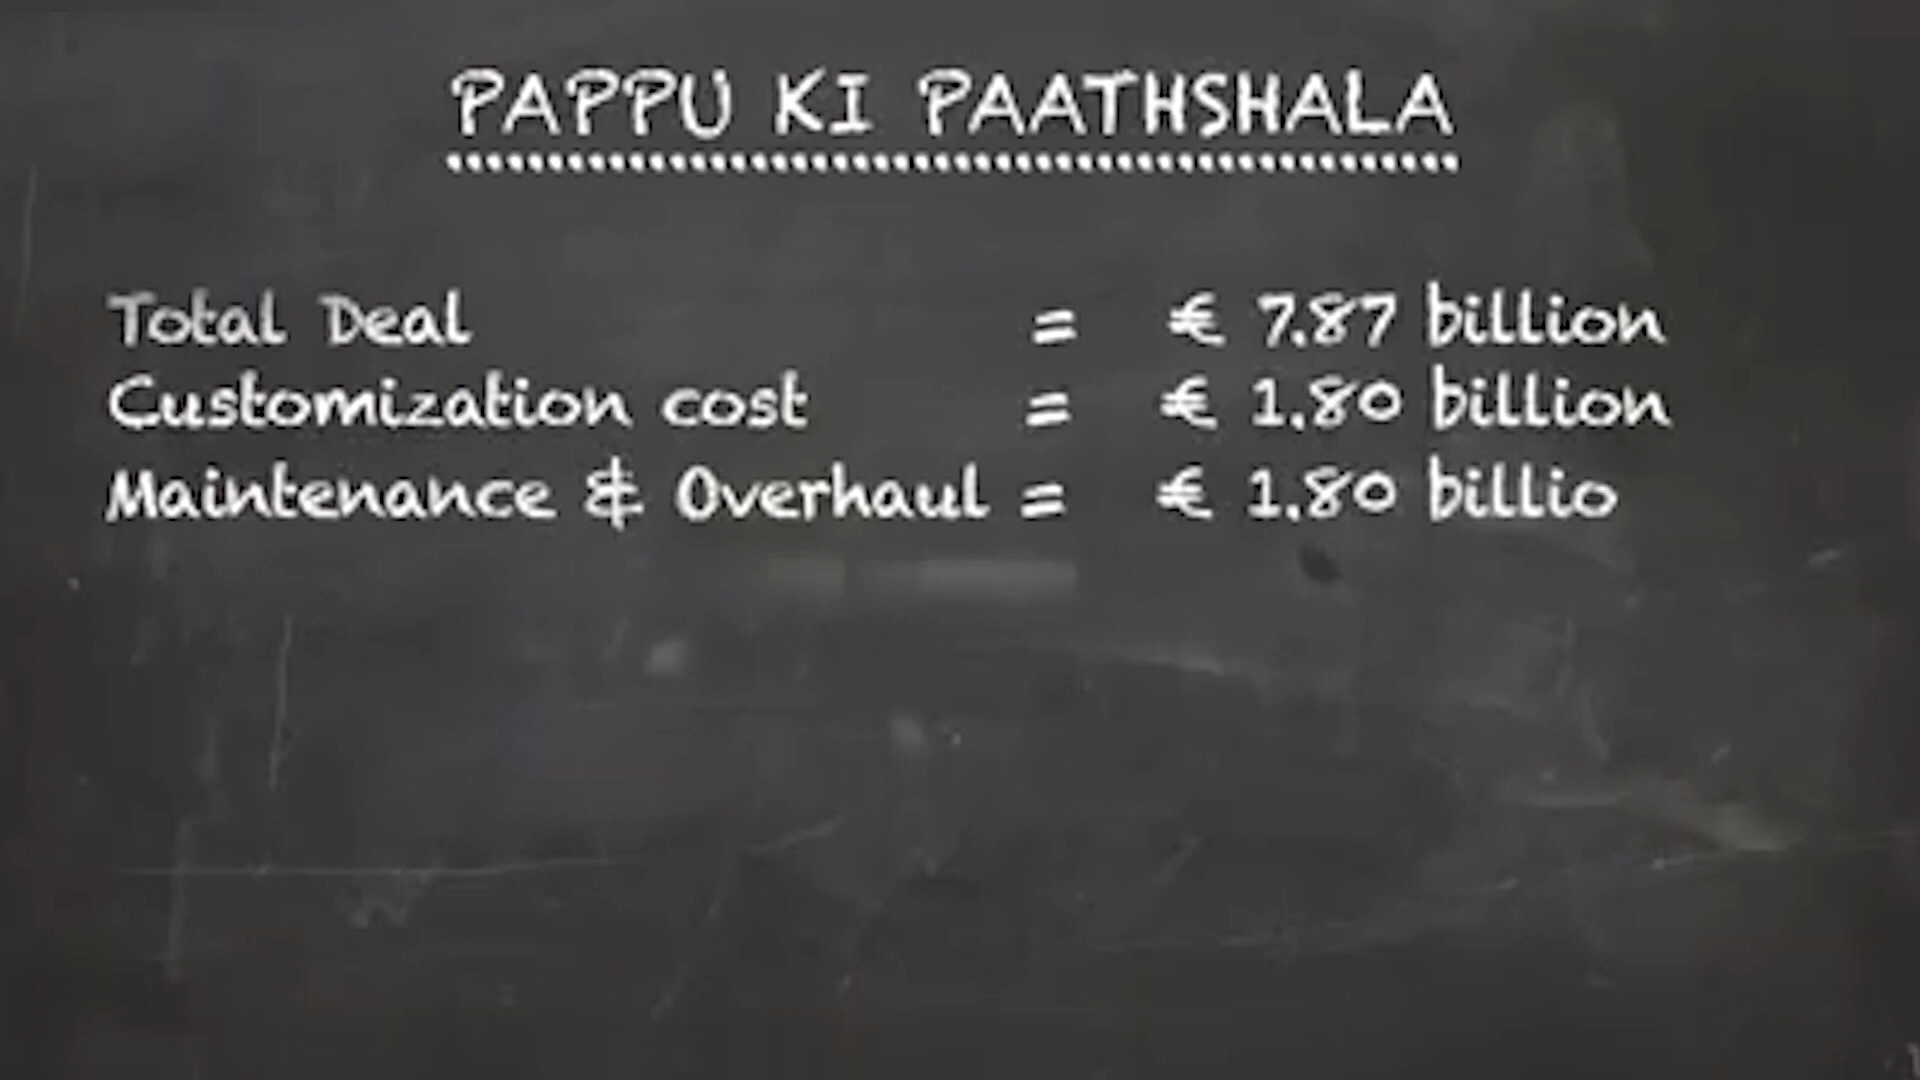 PAPPU KI PAATHSHALA
Total Deal = € 7.87 billion
Customization cost = € 1.80 billion
Maintenance & Overhaul = € 1.80 billio